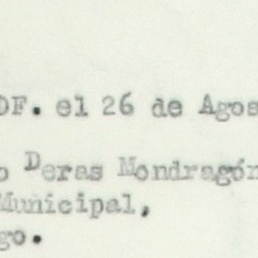 DF. el 26 de Agos
o Deras Mondragón
Municipal,
go.